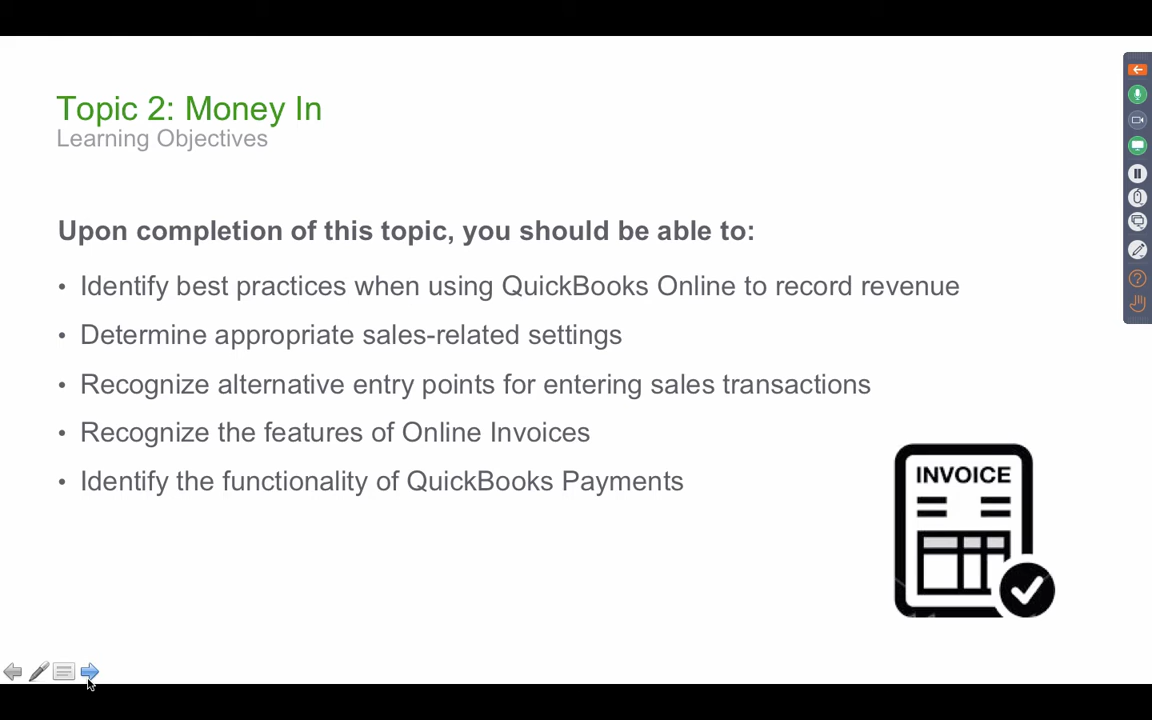 Topic 2: Money In
Learning Objectives
Upon completion of this topic, you should be able to:
• Identify best practices when using QuickBooks Online to record revenue
• Determine appropriate sales-related settings
• Recognize alternative entry points for entering sales transactions
• Recognize the features of Online Invoices
• Identify the functionality of QuickBooks Payments
INVOICE